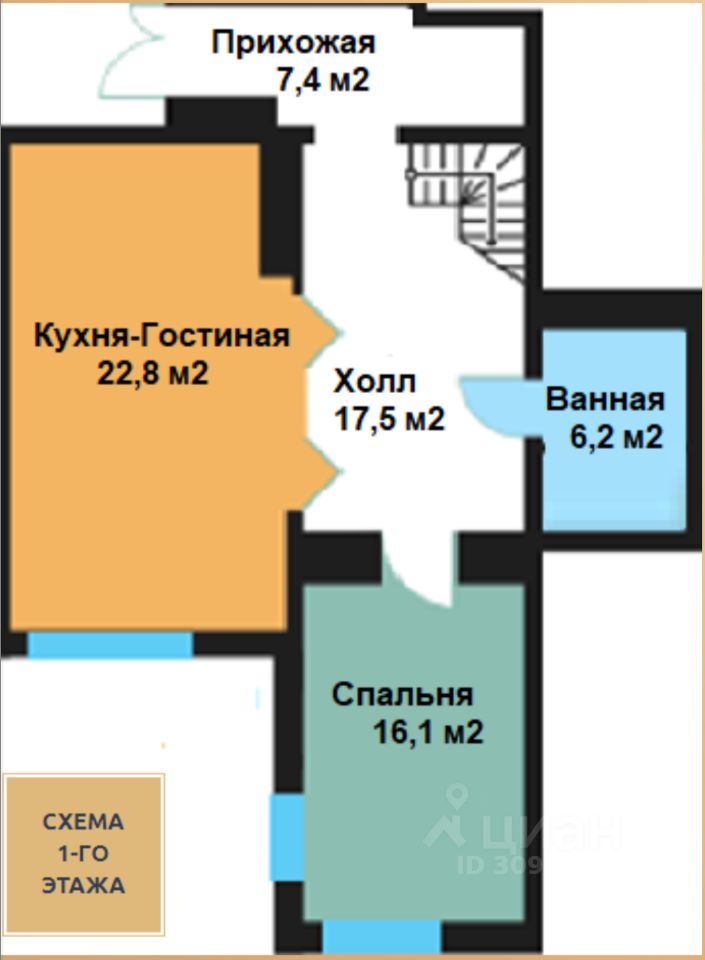 Прихожая
7,4 м2
Кухня-Гостиная
22,8 м2
Холл
17,5 м2
Ванная
6,2 м2
Спальня
16,1 м2
СХЕМА
1-ГО
ЭТАЖА
циан
ID 309